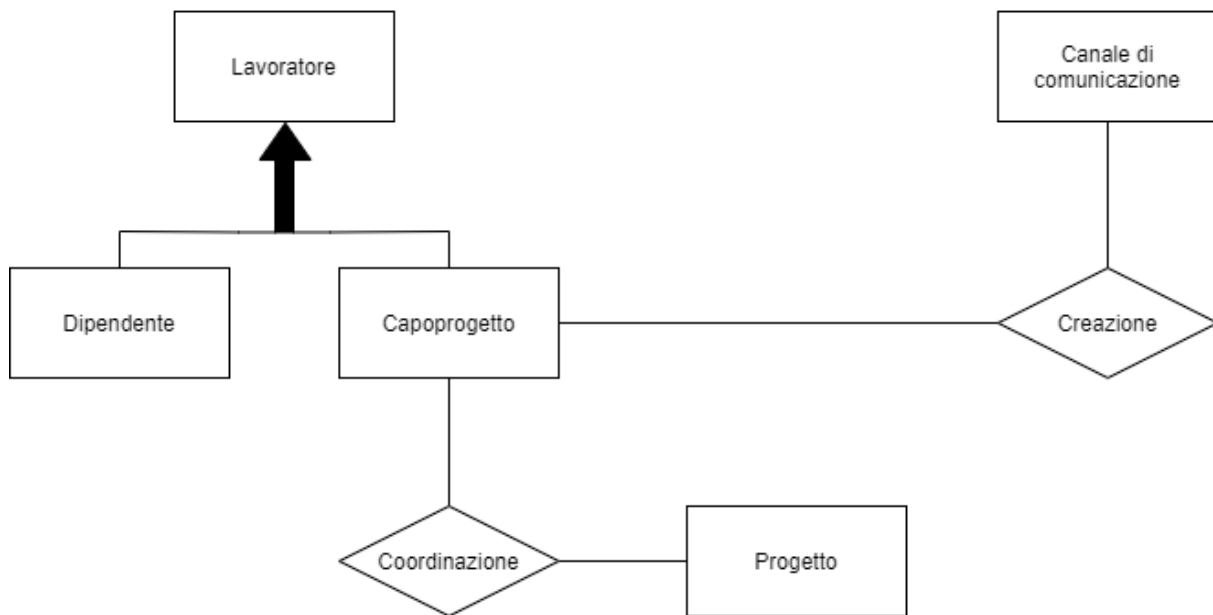 Lavoratore
Canale di
comunicazione
Dipendente
Capoprogetto
Creazione
Coordinazione
Progetto